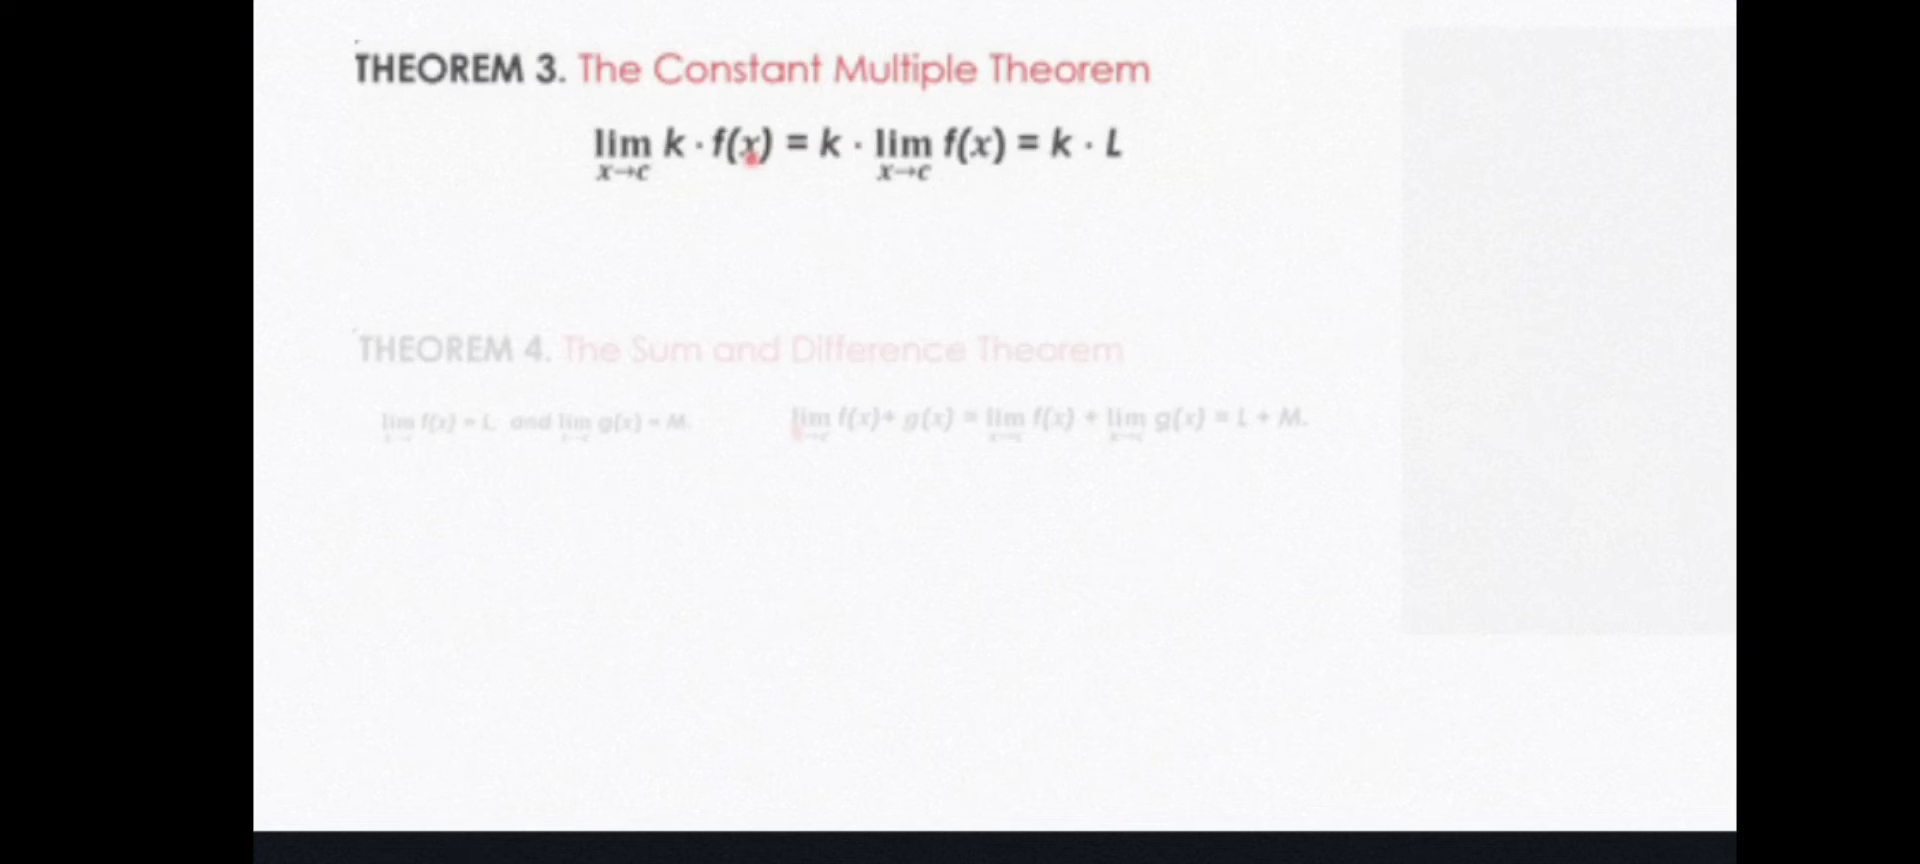 THEOREM 3. The Constant Multiple Theorem
lim k · f(x) = k · lim f(x) = k · L
x→c x→c
THEOREM 4. The Sum and Difference Theorem
lim f(x) = L and lim g(x) = M. lim f(x)+ g(x) = lim f(x) + lim g(x) = L + M.
x→c x→c x→c x→c x→c